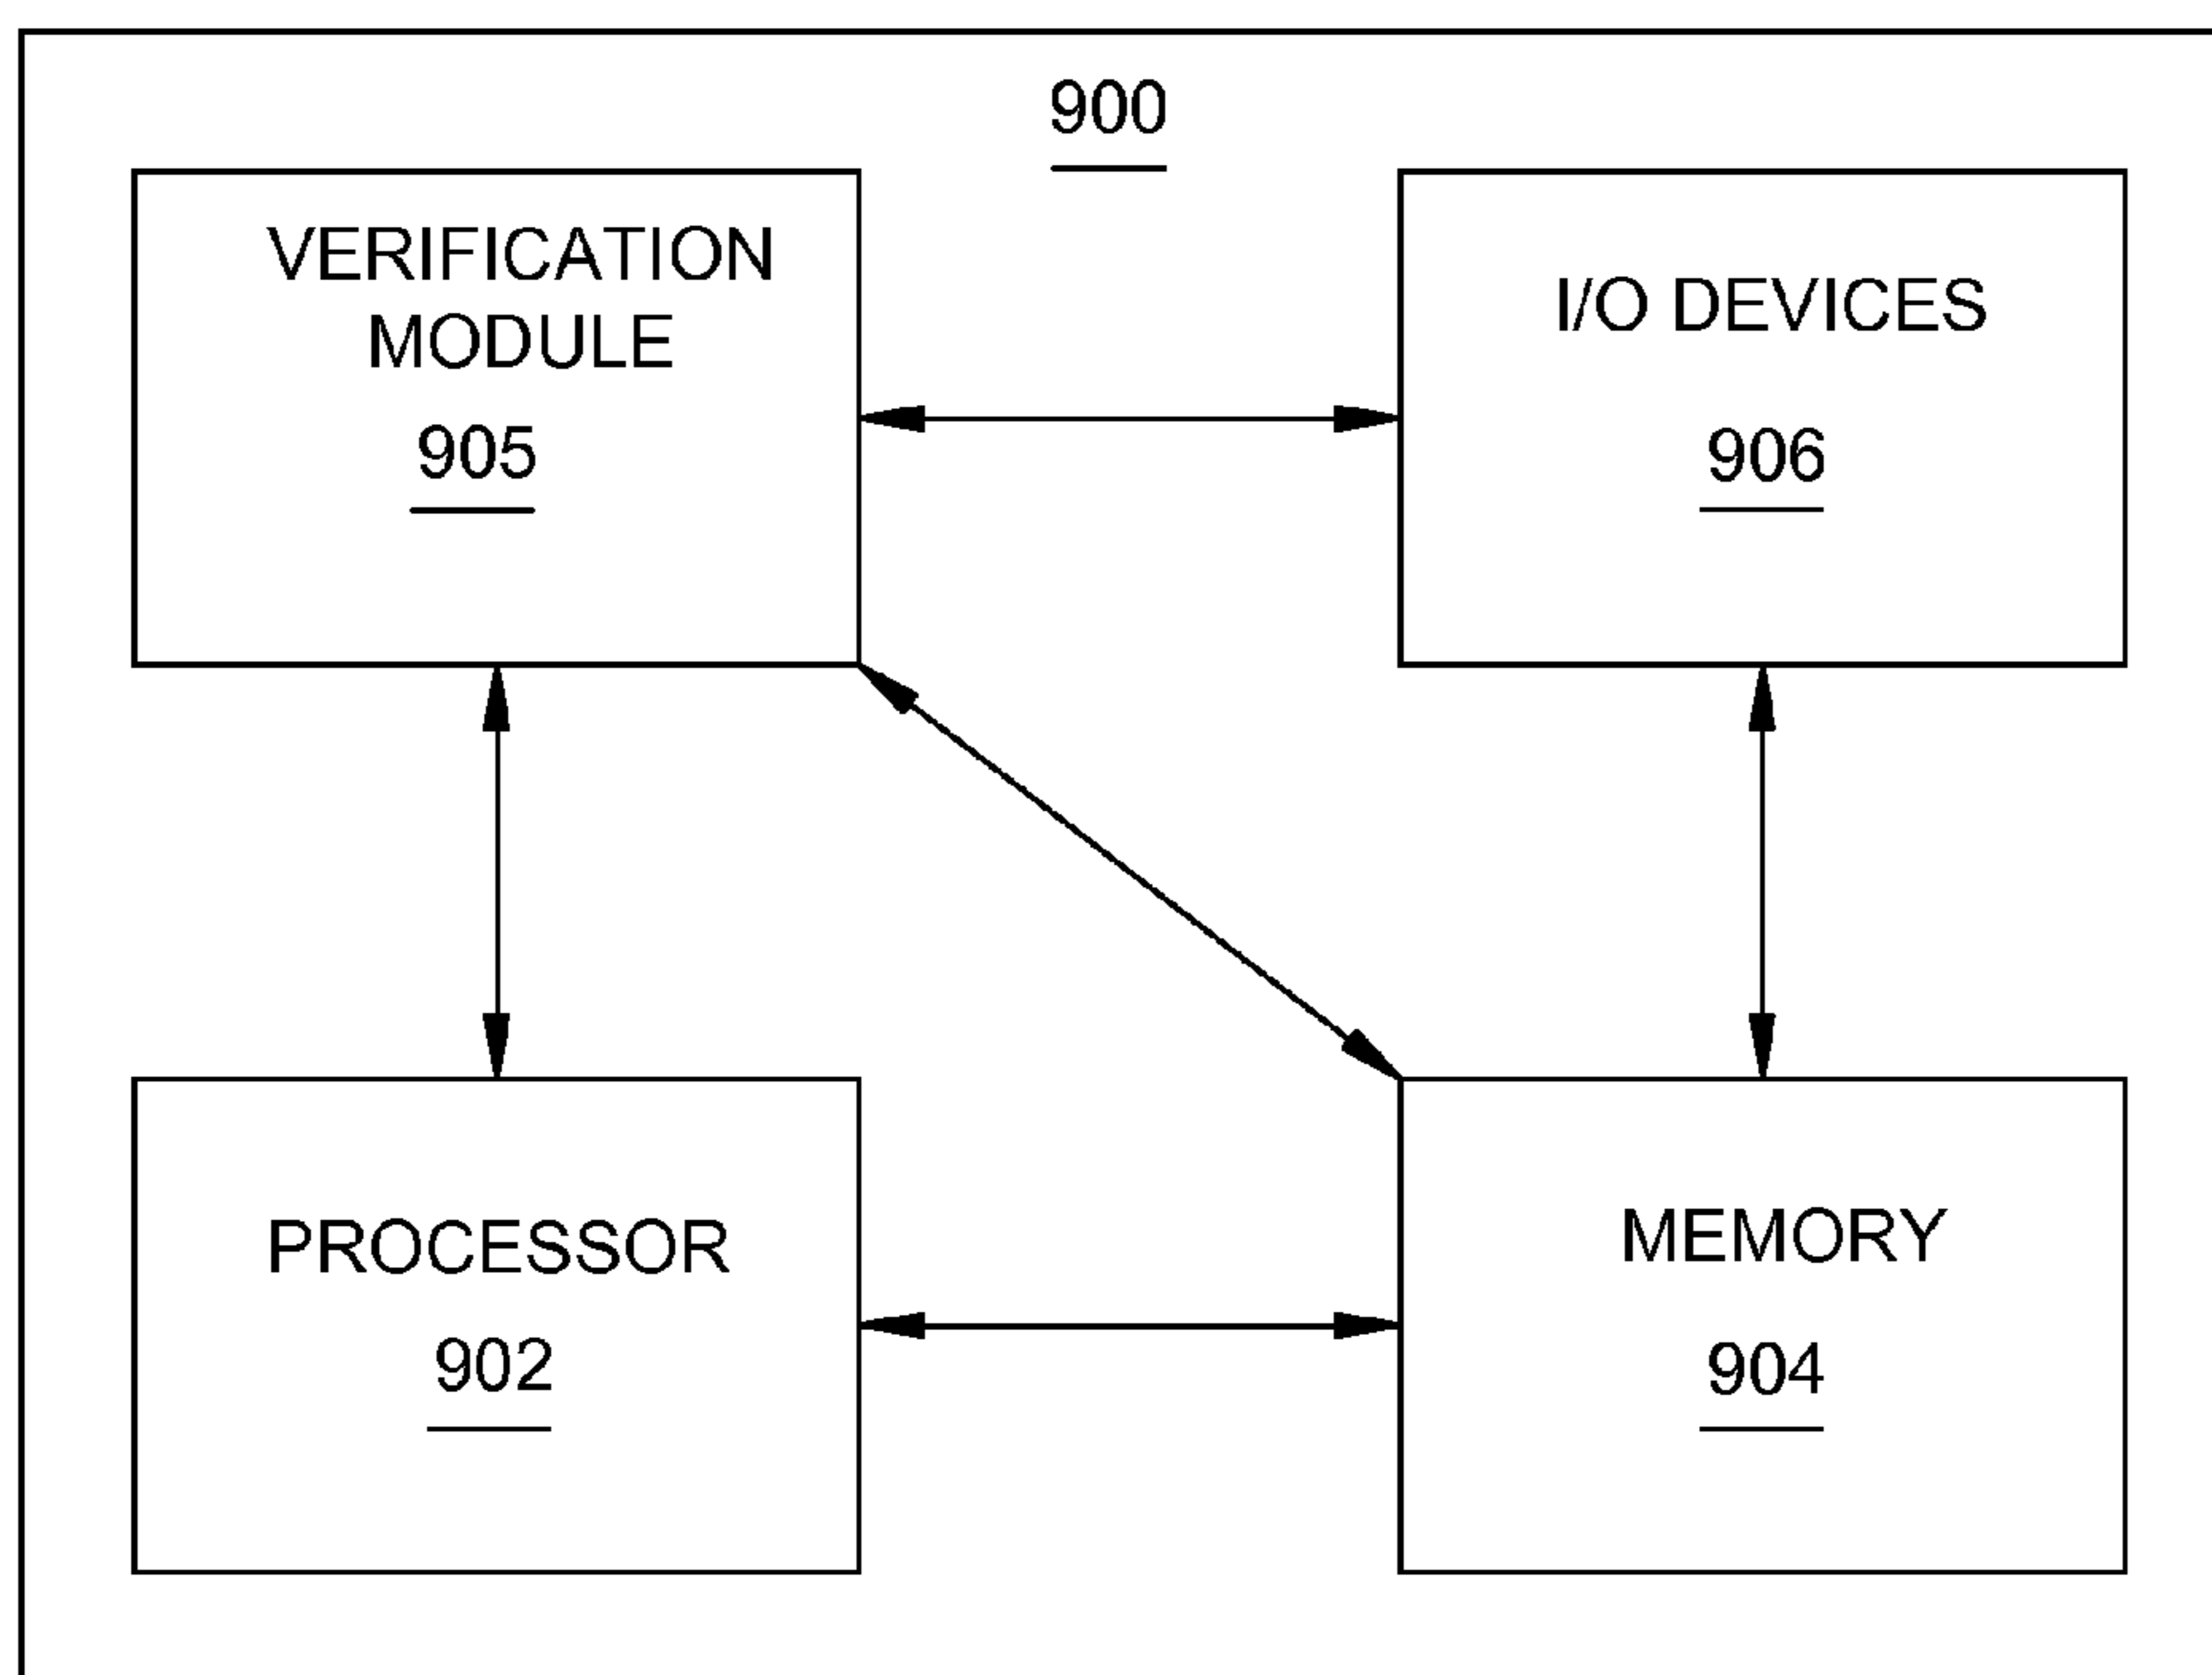 900
VERIFICATION
MODULE
905
I/O DEVICES
906
PROCESSOR
902
MEMORY
904